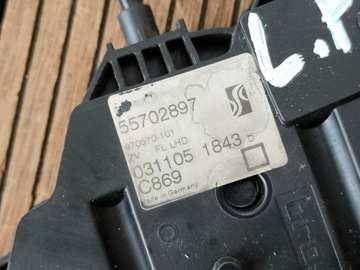 55702897
970570-101
ZV FL LHD
031105 1843 D
C869
Made in Germany